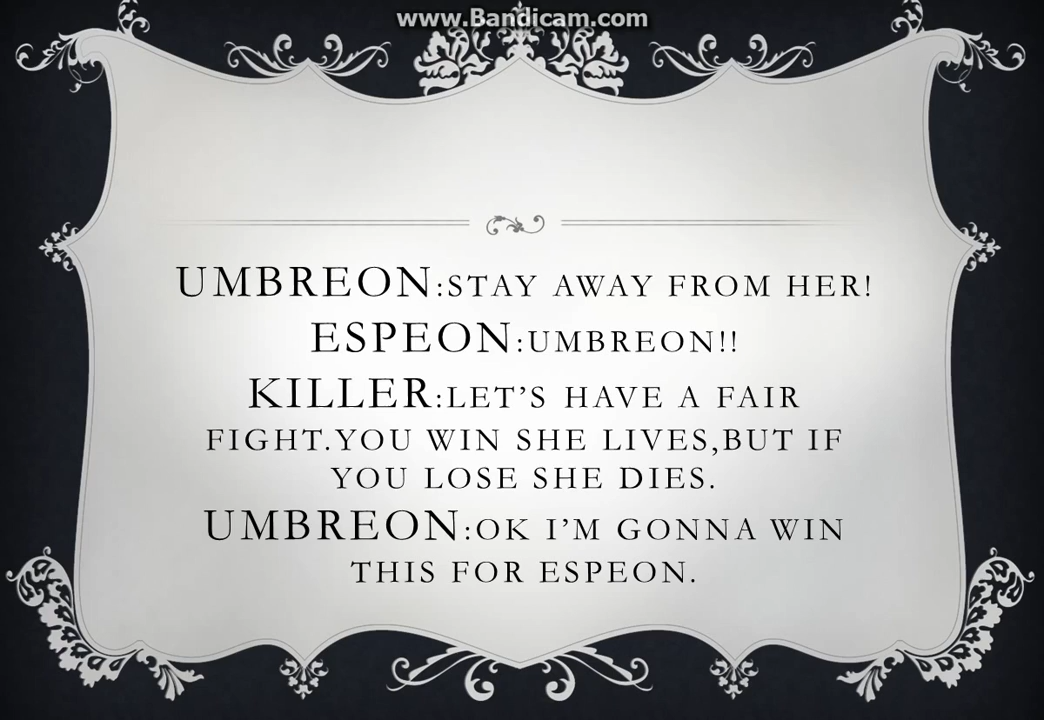 www.Bandicam.com
UMBREON:STAY AWAY FROM HER!
ESPEON:UMBREON!!
KILLER:LET'S HAVE A FAIR
FIGHT.YOU WIN SHE LIVES,BUT IF
YOU LOSE SHE DIES.
UMBREON:OK I'M GONNA WIN
THIS FOR ESPEON.